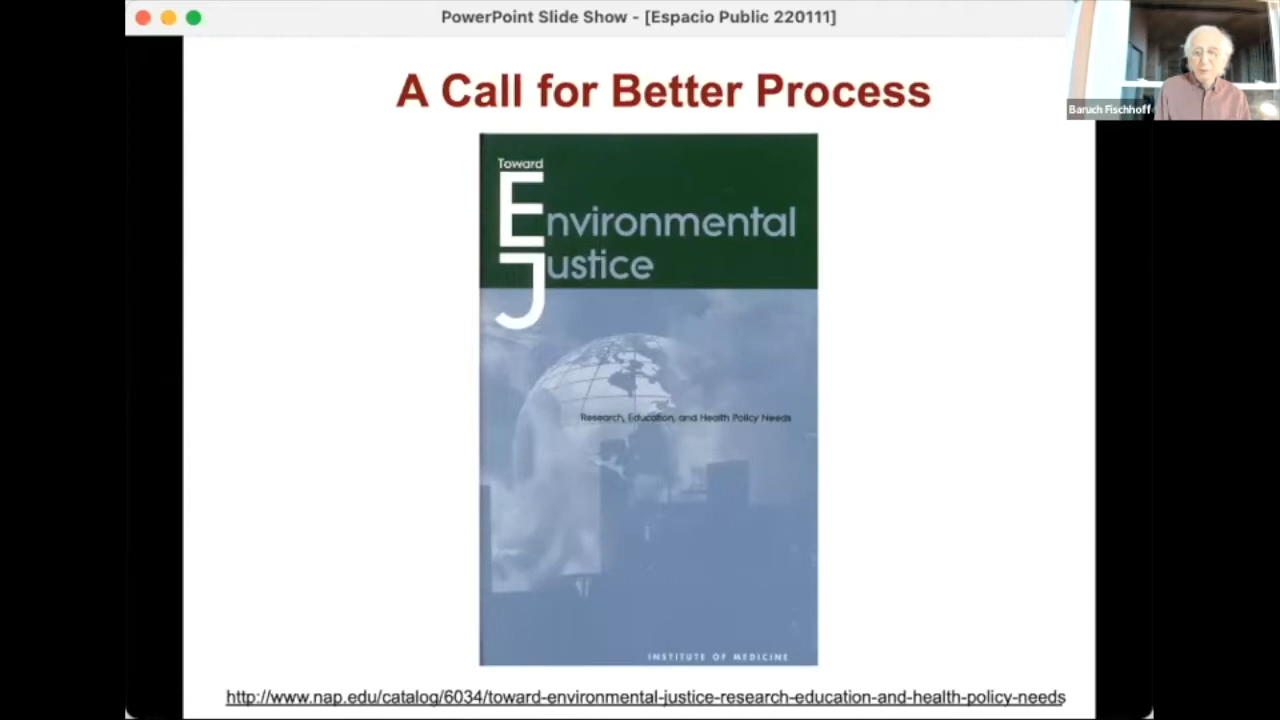 PowerPoint Slide Show - [Espacio Public 220111]
Baruch Fischhoff
A Call for Better Process
Toward
Environmental
Justice
Research, Education, and Health Policy Needs
INSTITUTE OF MEDICINE
http://www.nap.edu/catalog/6034/toward-environmental-justice-research-education-and-health-policy-needs